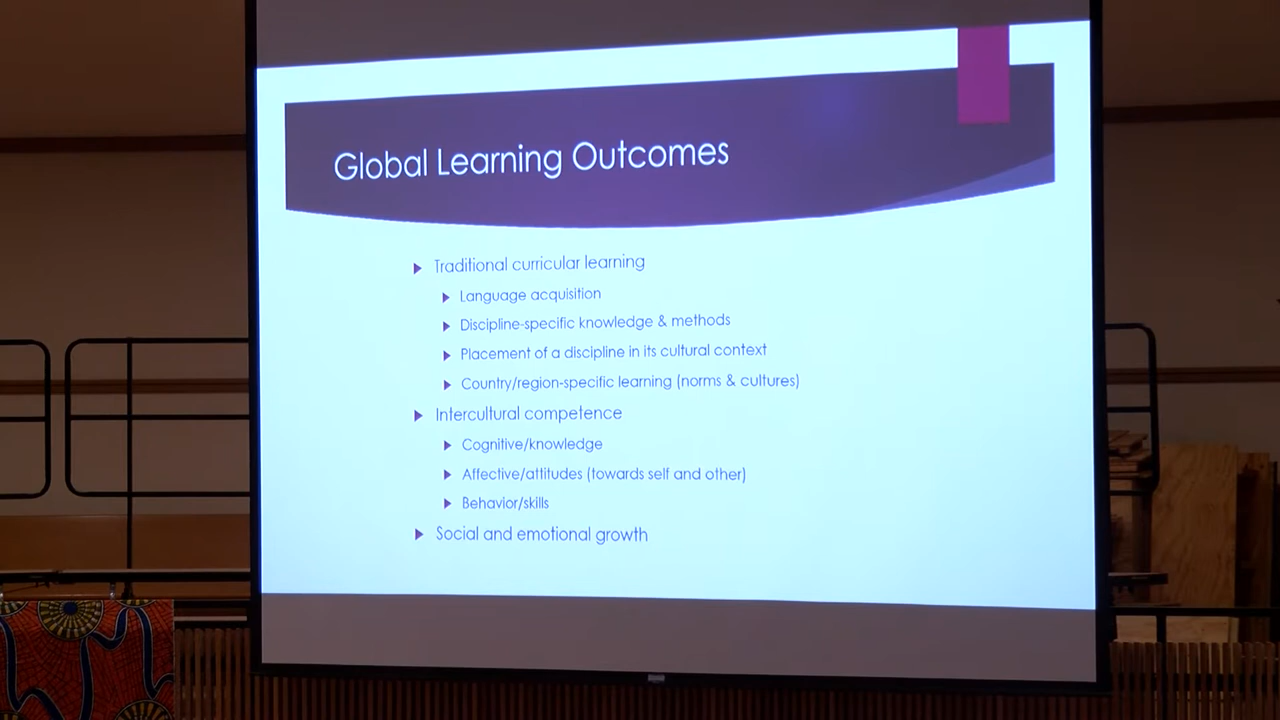 Global Learning Outcomes
Traditional curricular learning
Language acquisition
Discipline-specific knowledge & methods
Placement of a discipline in its cultural context
Country/region-specific learning (norms & cultures)
Intercultural competence
Cognitive/knowledge
Affective/attitudes (towards self and other)
Behavior/skills
Social and emotional growth